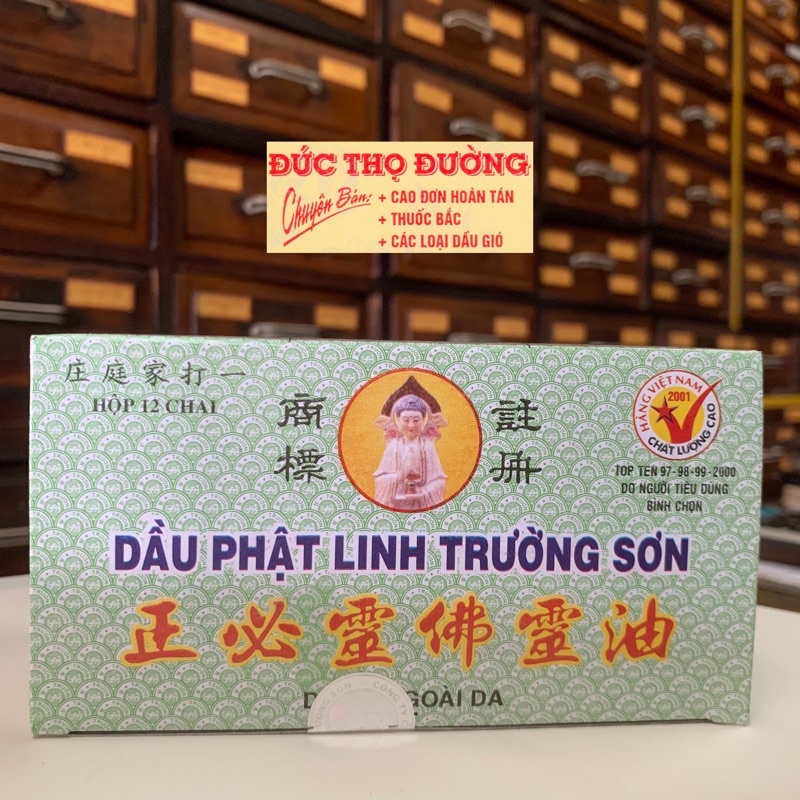 ĐỨC THỌ ĐƯỜNG
Chuyên Bán:
+ CAO ĐƠN HOÀN TÁN
+ THUỐC BẮC
+ CÁC LOẠI DẦU GIÓ
庄庭家打一
HỘP 12 CHAI
商標
註冊
HÀNG VIỆT NAM
2001
CHẤT LƯỢNG CAO
TOP TEN 97-98-99-2000
DO NGƯỜI TIÊU DÙNG
BÌNH CHỌN
DẦU PHẬT LINH TRƯỜNG SƠN
正必靈佛靈油
NGOÀI DA